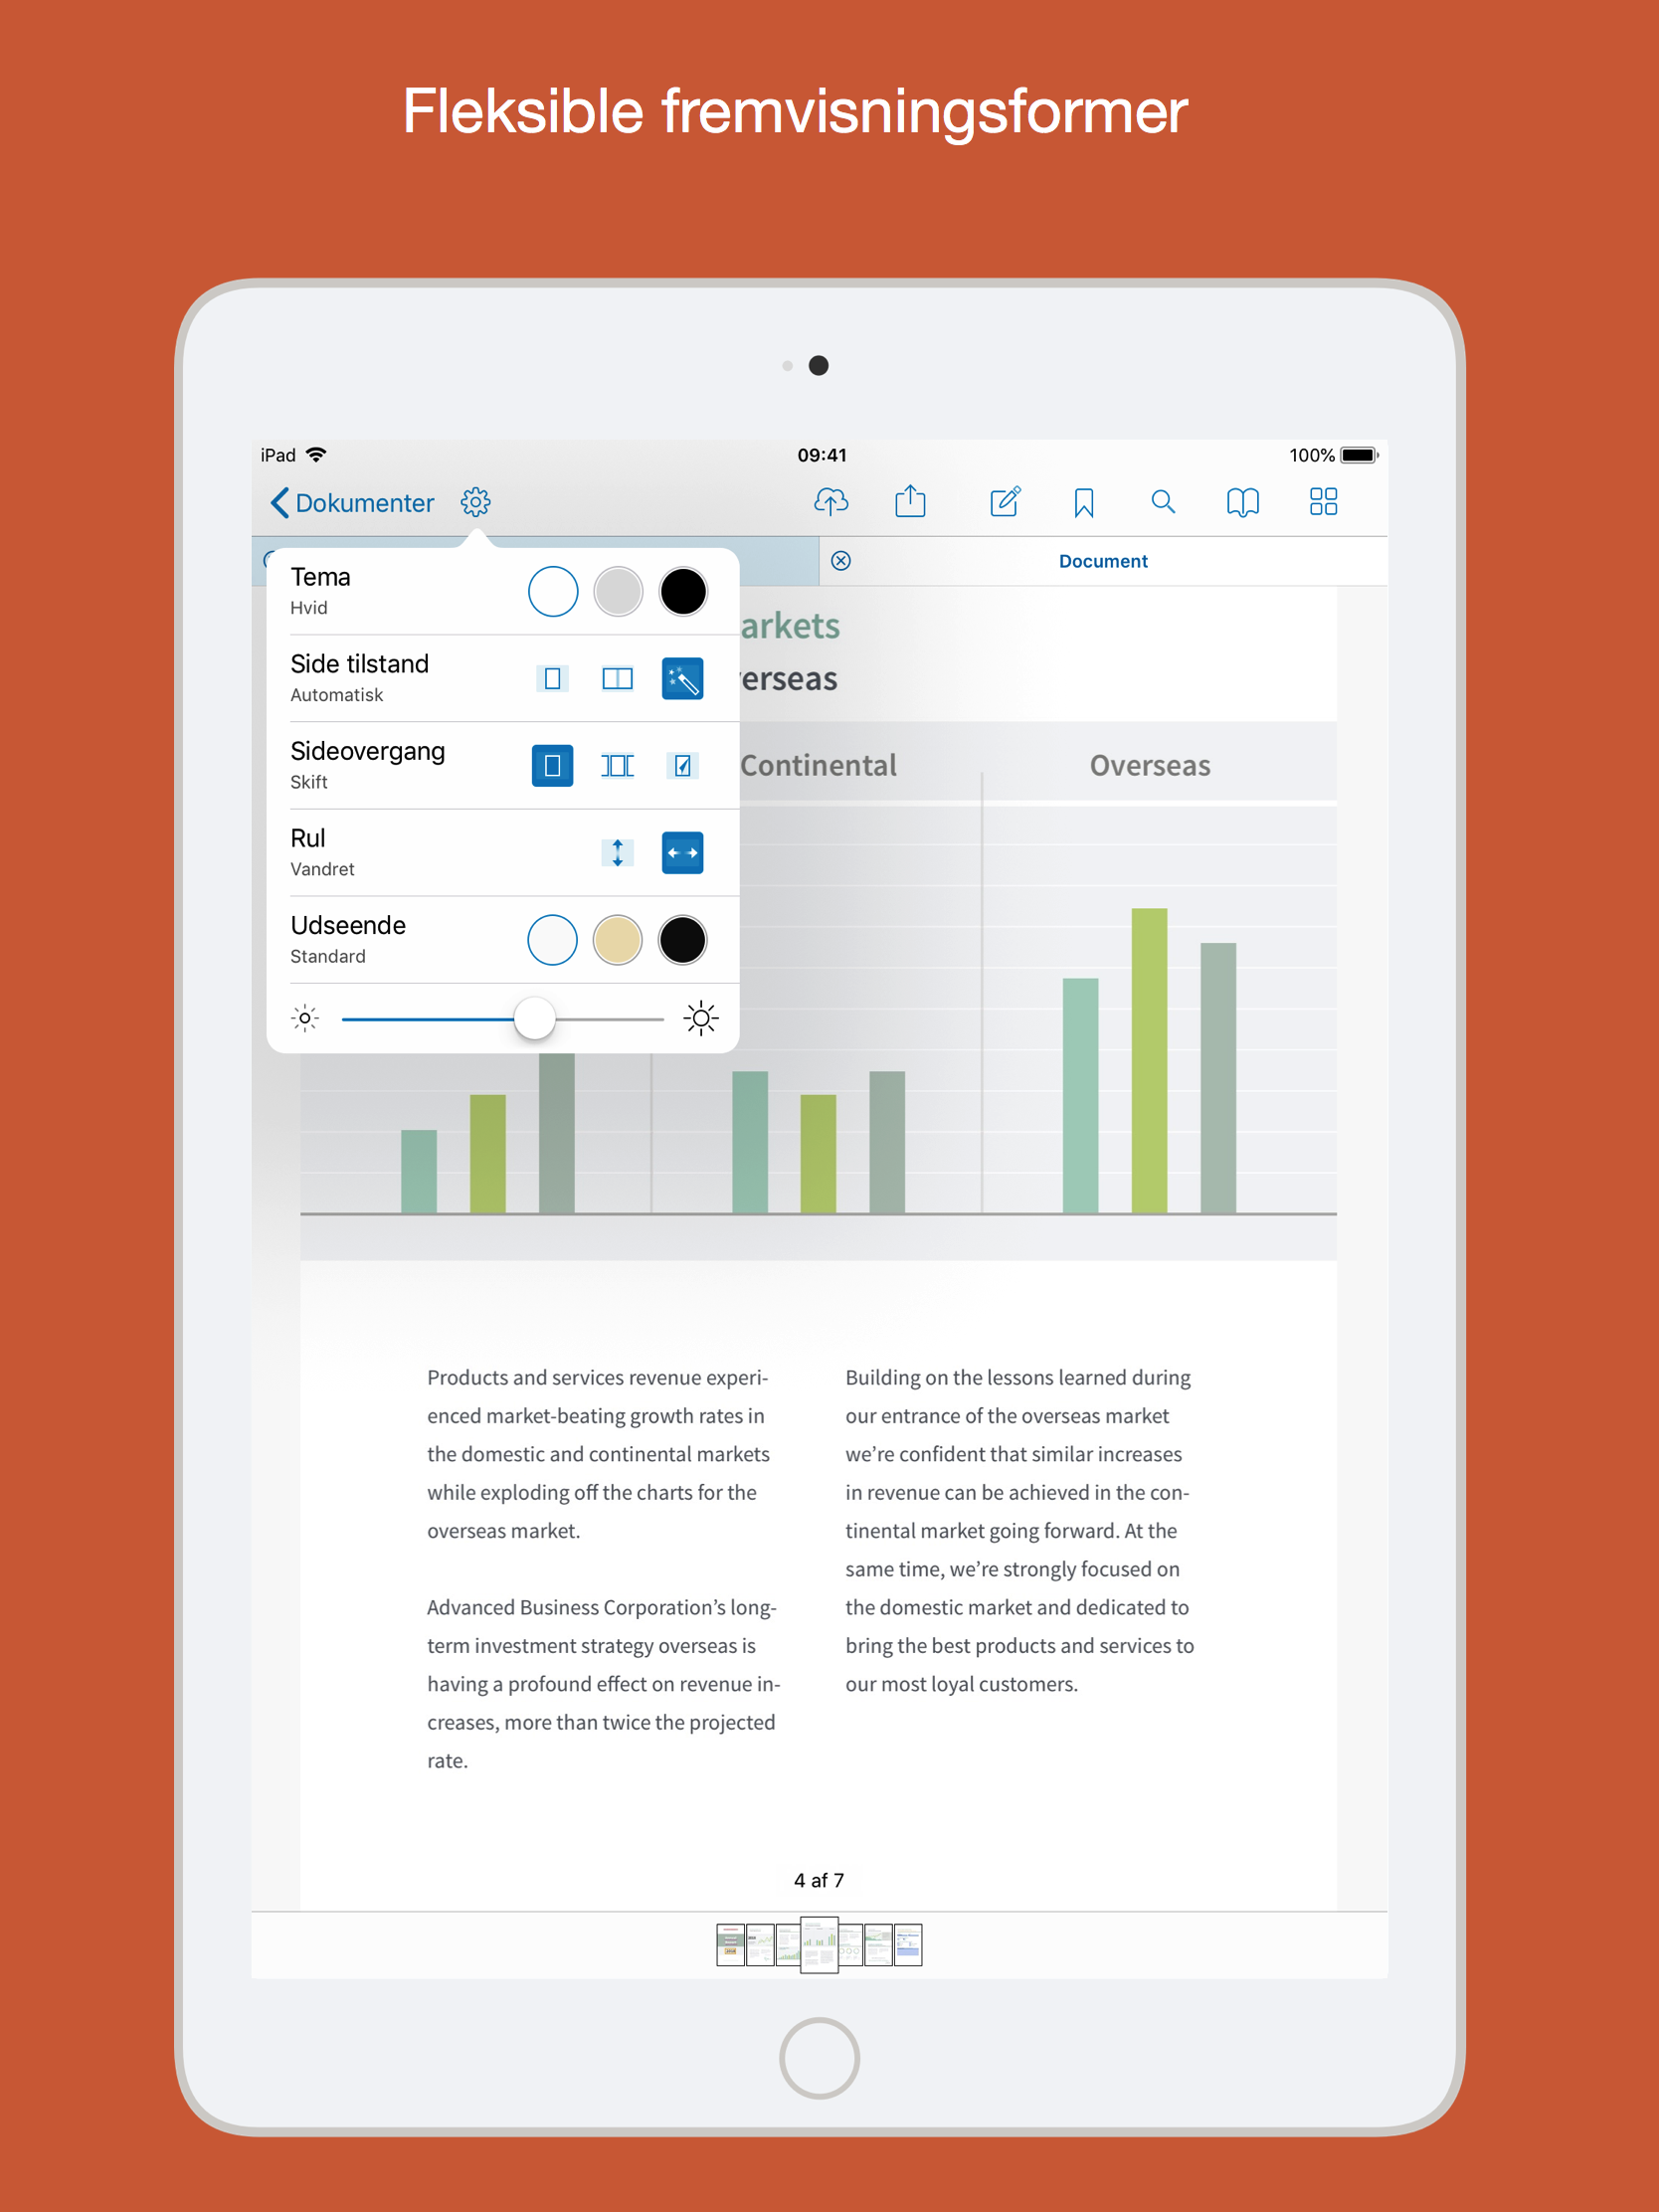 Fleksible fremvisningsformer
iPad
09:41
100%
Dokumenter
Document
Tema
Hvid
Side tilstand
Automatisk
Sideovergang
Skift
Rul
Vandret
Udseende
Standard
arkets
erseas
Continental
Overseas
Products and services revenue experi-
enced market-beating growth rates in
the domestic and continental markets
while exploding off the charts for the
overseas market.
Advanced Business Corporation’s long-
term investment strategy overseas is
having a profound effect on revenue in-
creases, more than twice the projected
rate.
Building on the lessons learned during
our entrance of the overseas market
we’re confident that similar increases
in revenue can be achieved in the con-
tinental market going forward. At the
same time, we’re strongly focused on
the domestic market and dedicated to
bring the best products and services to
our most loyal customers.
4 af 7